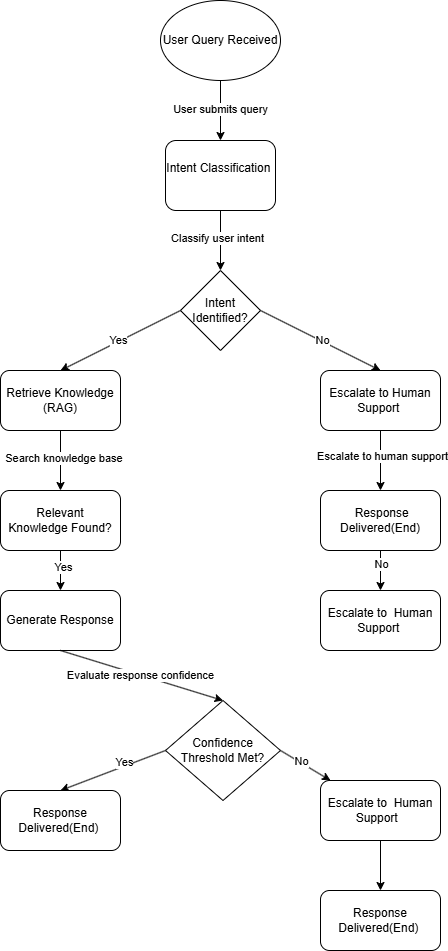 User Query Received
User submits query
Intent Classification
Classify user intent
Intent
Identified?
Yes
No
Retrieve Knowledge
(RAG)
Escalate to Human
Support
Search knowledge base
Escalate to human support
Relevant
Knowledge Found?
Response
Delivered(End)
Yes
No
Generate Response
Escalate to Human
Support
Evaluate response confidence
Confidence
Threshold Met?
Yes
No
Response
Delivered(End)
Escalate to Human
Support
Response
Delivered(End)